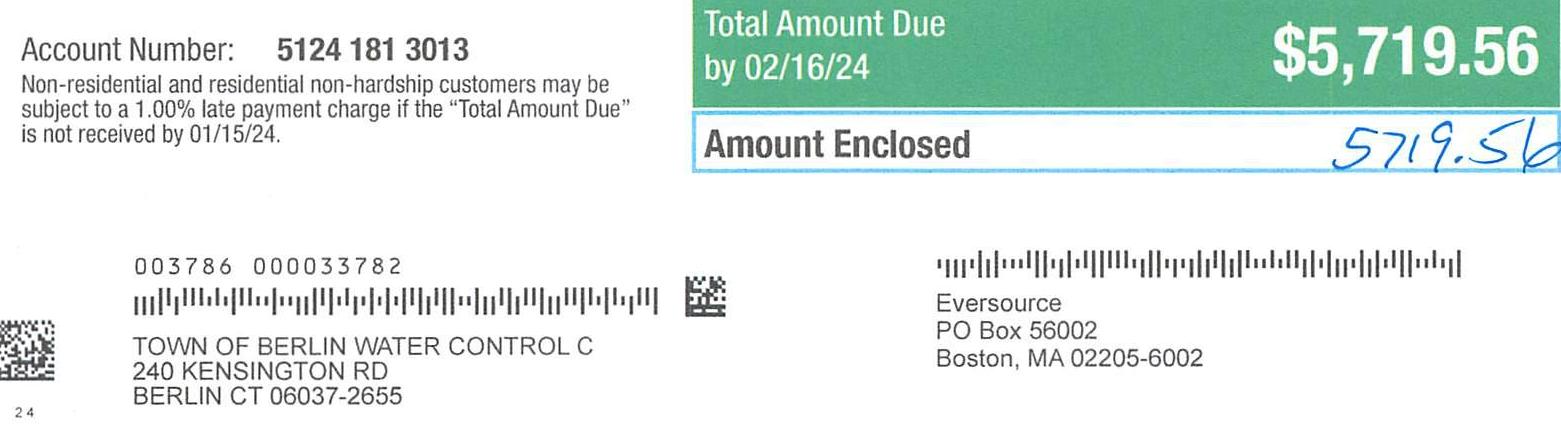 Account Number: 5124 181 3013
Non-residential and residential non-hardship customers may be
subject to a 1.00% late payment charge if the “Total Amount Due”
is not received by 01/15/24.
Total Amount Due
by 02/16/24
$5,719.56
Amount Enclosed 5719.56
003786 000033782
TOWN OF BERLIN WATER CONTROL C
240 KENSINGTON RD
BERLIN CT 06037-2655
24
Eversource
PO Box 56002
Boston, MA 02205-6002